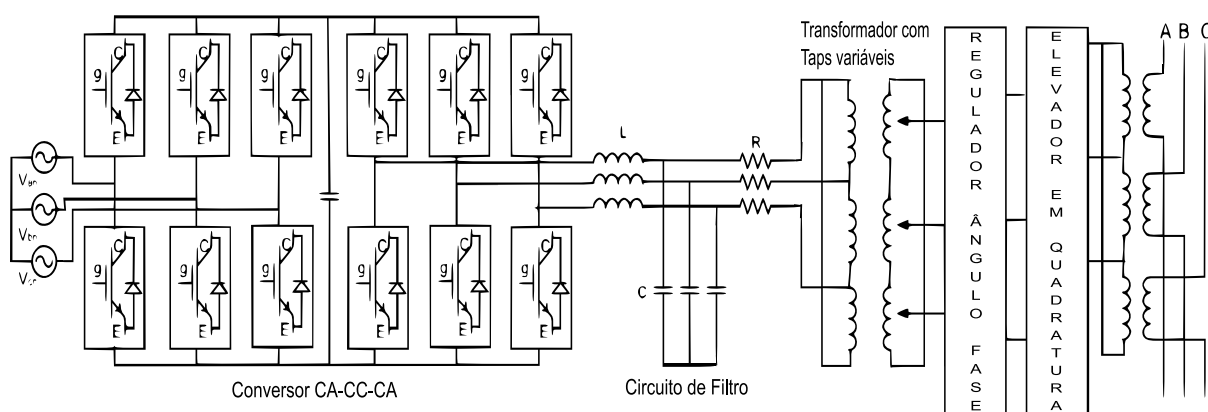 C C C C C C
g g g g g g
E E E E E E
C C C C C C
g g g g g g
E E E E E E
Conversor CA-CC-CA
L
R
C
Circuito de Filtro
Transformador com
Taps variáveis
REGULADOR ÂNGULO FASE
ELEVADOR EM QUADRATURA
A B C